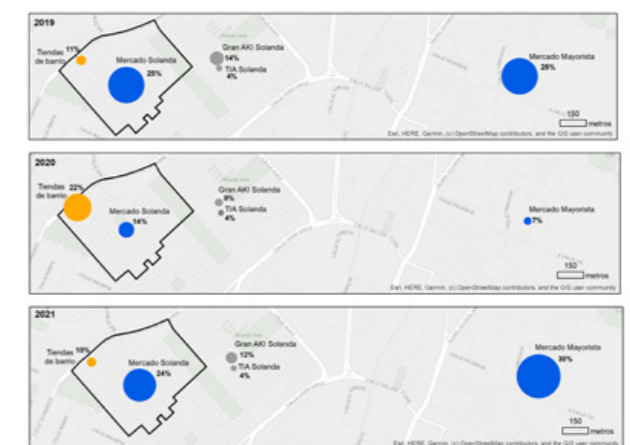 2019
Tiendas 11%
de barrio
Mercado Solanda
25%
Gran AKI Solanda
14%
TIA Solanda
4%
Mercado Mayorista
25%
150
metros
Esri, HERE, Garmin, (c) OpenStreetMap contributors, and the GIS user community
2020
Tiendas 22%
de barrio
Mercado Solanda
14%
Gran AKI Solanda
8%
TIA Solanda
4%
Mercado Mayorista
7%
150
metros
Esri, HERE, Garmin, (c) OpenStreetMap contributors, and the GIS user community
2021
Tiendas 10%
de barrio
Mercado Solanda
24%
Gran AKI Solanda
12%
TIA Solanda
4%
Mercado Mayorista
30%
150
metros
Esri, HERE, Garmin, (c) OpenStreetMap contributors, and the GIS user community